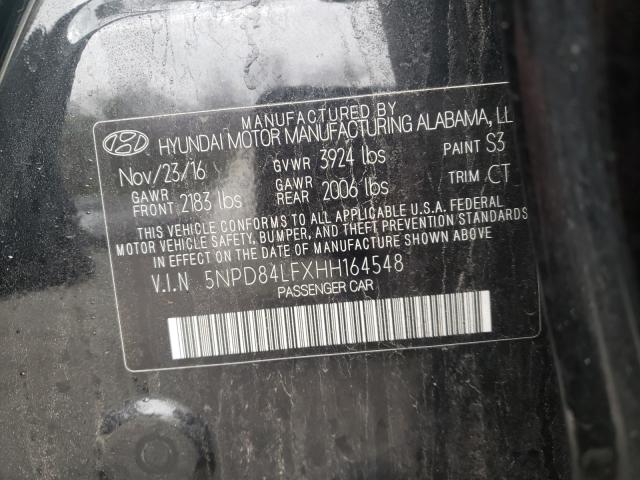 MANUFACTURED BY
HYUNDAI MOTOR MANUFACTURING ALABAMA, LL
Nov/23/16 GVWR 3924 lbs PAINT S3
GAWR FRONT 2183 lbs GAWR REAR 2006 lbs TRIM CT
THIS VEHICLE CONFORMS TO ALL APPLICABLE U.S.A. FEDERAL
MOTOR VEHICLE SAFETY, BUMPER, AND THEFT PREVENTION STANDARDS
IN EFFECT ON THE DATE OF MANUFACTURE SHOWN ABOVE.
V.I.N 5NPD84LFXHH164548
PASSENGER CAR